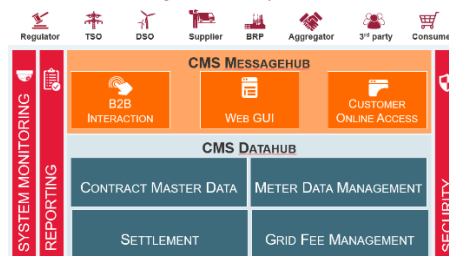 Regulator TSO DSO Supplier BRP Aggregator 3rd party Consume
CMS MESSAGEHUB
B2B
INTERACTION
WEB GUI
CUSTOMER
ONLINE ACCESS
CMS DATAHUB
CONTRACT MASTER DATA
METER DATA MANAGEMENT
SETTLEMENT
GRID FEE MANAGEMENT
SYSTEM MONITORING
REPORTING
SECURITY